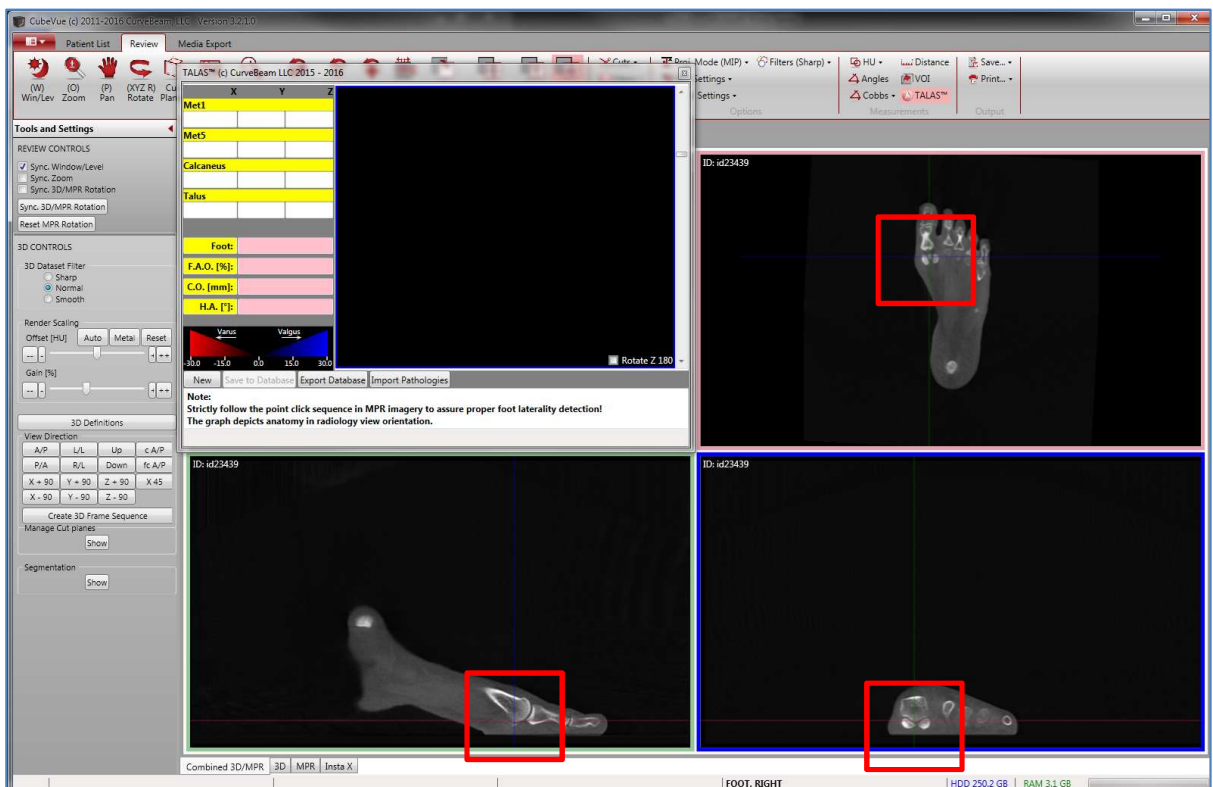 CubeVue (c) 2011-2016 CurveBeam, LLC Version 3.2.1.0
Patient List Review Media Export
(W) Win/Lev
(O) Zoom
(P) Pan
(XYZ R) Rotate
Plan
Mode (MIP) Filters (Sharp)
Settings
Settings
Options
HU Distance
Angles VOI
Cobbs TALAS™
Measurements
Save...
Print...
Output
TALAS™ (c) CurveBeam LLC 2015 - 2016
X Y Z
Met1
Met5
Calcaneus
Talus
Foot:
F.A.O. [%]:
C.O. [mm]:
H.A. [°]:
Varus Valgus
-30.0 -15.0 0.0 15.0 30.0
Rotate Z 180
New Save to Database Export Database Import Pathologies
Note:
Strictly follow the point click sequence in MPR imagery to assure proper foot laterality detection!
The graph depicts anatomy in radiology view orientation.
Tools and Settings
REVIEW CONTROLS
Sync. Window/Level
Sync. Zoom
Sync. 3D/MPR Rotation
Sync. 3D/MPR Rotation
Reset MPR Rotation
3D CONTROLS
3D Dataset Filter
Sharp
Normal
Smooth
Render Scaling
Offset [HU] Auto Metal Reset
-- - + ++
Gain [%]
-- - + ++
3D Definitions
View Direction
A/P L/L Up c A/P
P/A R/L Down fc A/P
X + 90 Y + 90 Z + 90 X 45
X - 90 Y - 90 Z - 90
Create 3D Frame Sequence
Manage Cut planes
Show
Segmentation
Show
ID: id23439
ID: id23439
ID: id23439
Combined 3D/MPR 3D MPR Insta X
FOOT, RIGHT HDD 250.2 GB RAM 3.1 GB